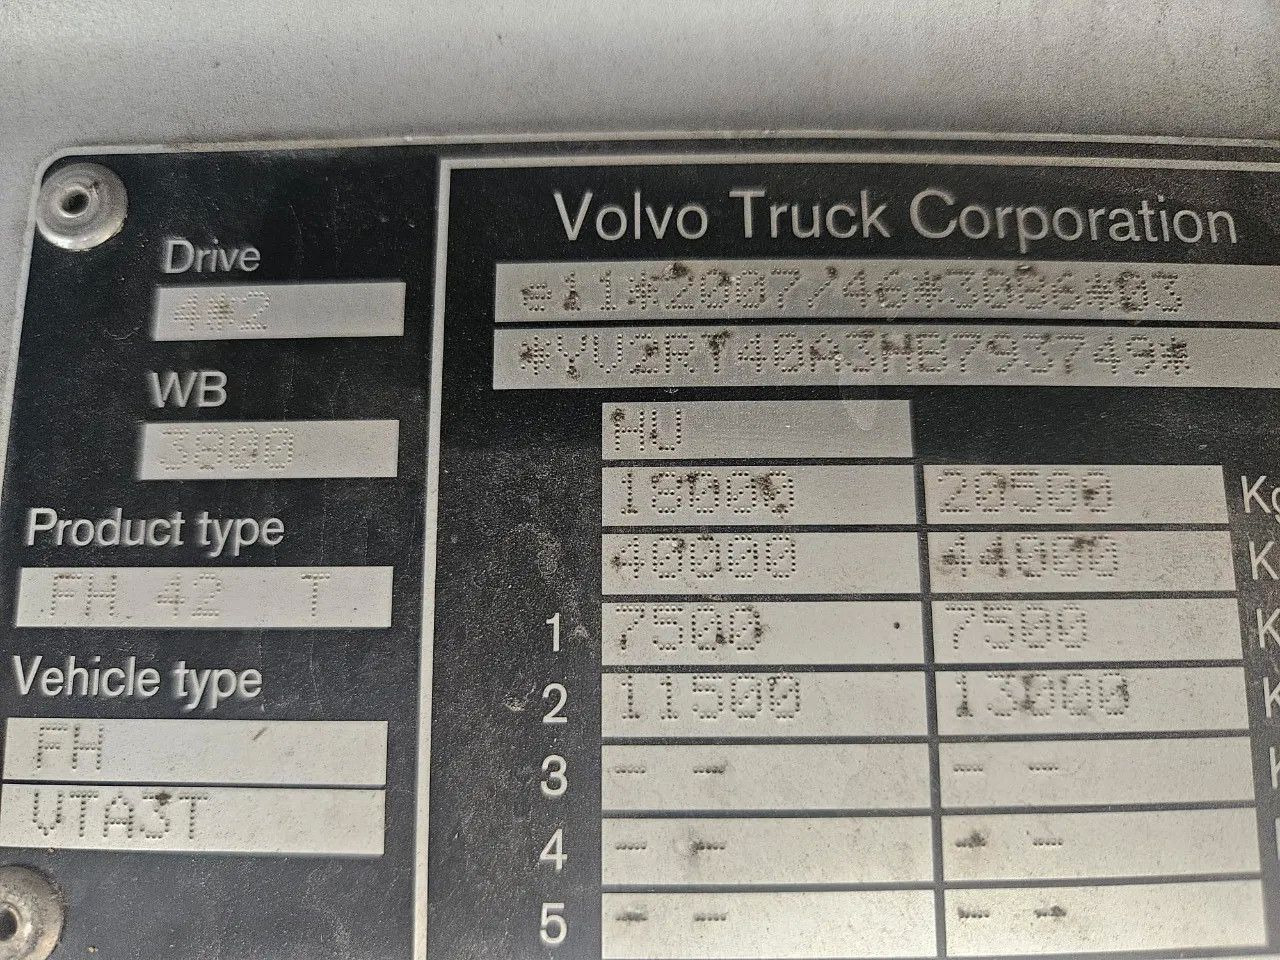 Drive
4*2
WB
3800
Product type
FH 42 T
Vehicle type
FH
VTA3T
Volvo Truck Corporation
e11*2007/46*3086*03
*YV2RY40A3MB793749*
HU
18000 20500
40000 44000
1 7500 7500
2 11500 13000
3 - - - -
4 - - - -
5 - - - -